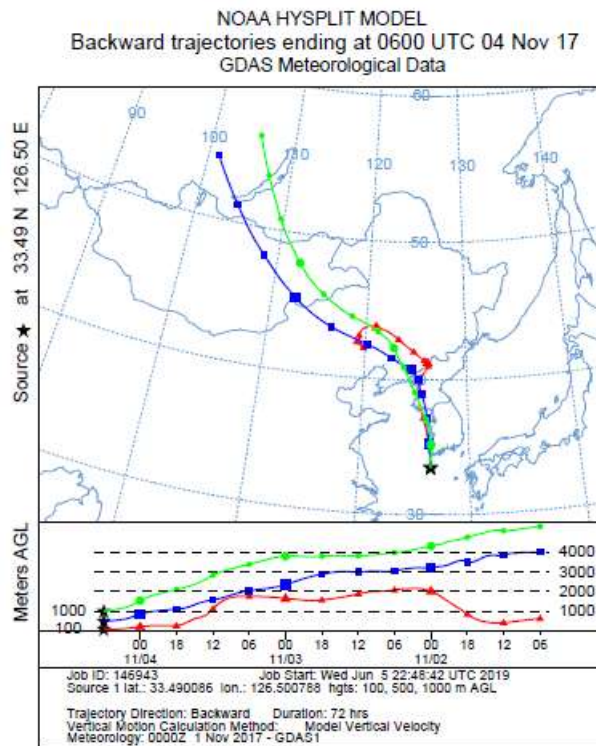 NOAA HYSPLIT MODEL
Backward trajectories ending at 0600 UTC 04 Nov 17
GDAS Meteorological Data
Source ★ at 33.49 N 126.50 E
90
100
110
120
130
140
60
50
40
30
Meters AGL
4000
3000
2000
1000
1000
100
00 18 12 06 00 18 12 06 00 18 12 06
11/04 11/03 11/02
Job ID: 146943 Job Start: Wed Jun 5 22:48:42 UTC 2019
Source 1 lat.: 33.490086 lon.: 126.500788 hgts: 100, 500, 1000 m AGL
Trajectory Direction: Backward Duration: 72 hrs
Vertical Motion Calculation Method: Model Vertical Velocity
Meteorology: 0000Z 1 Nov 2017 - GDAS1